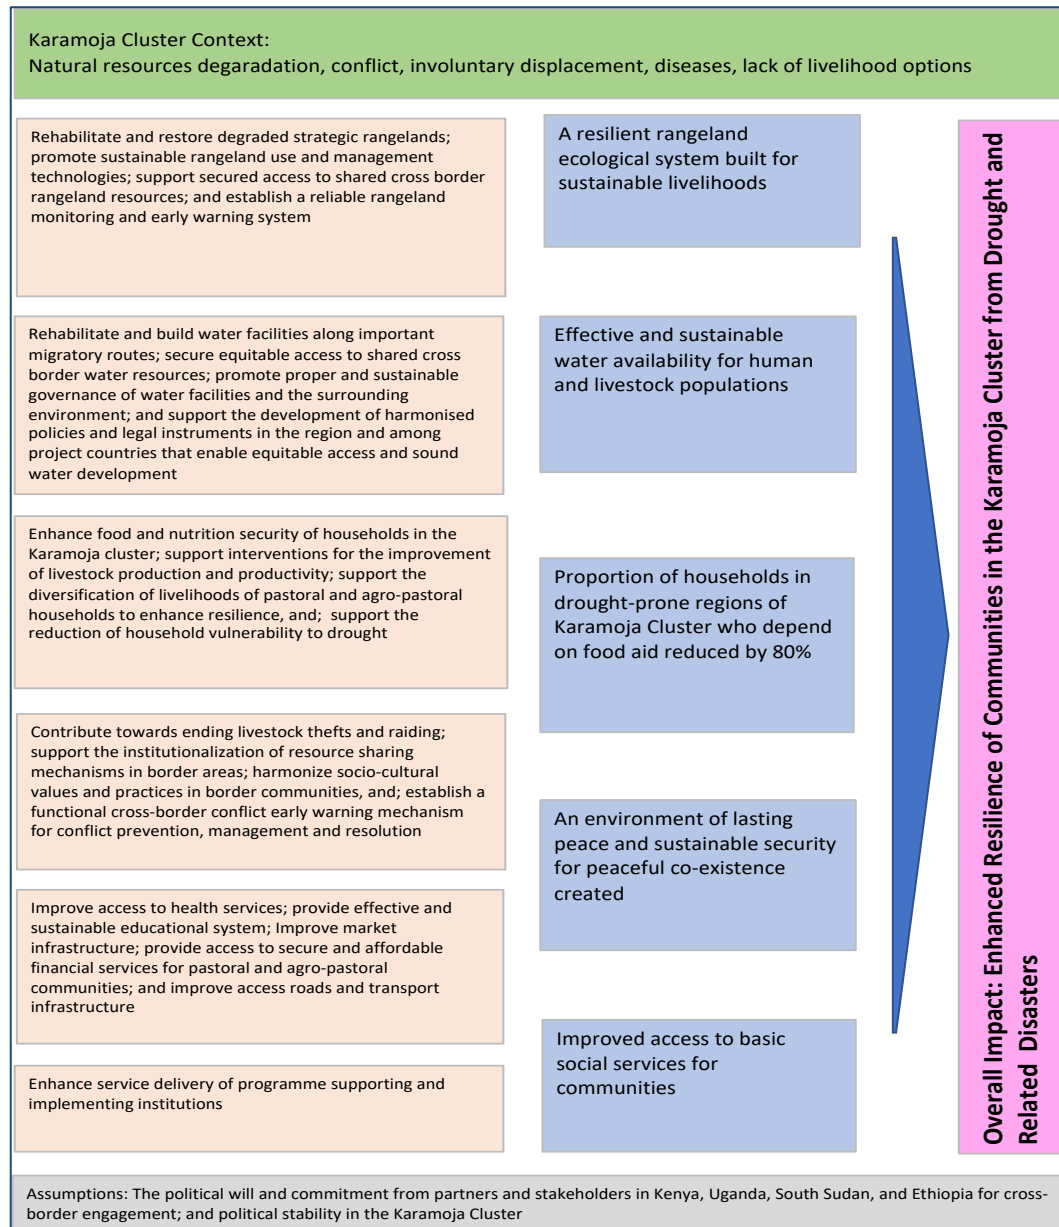 Karamoja Cluster Context:
Natural resources degaradation, conflict, involuntary displacement, diseases, lack of livelihood options
Rehabilitate and restore degraded strategic rangelands;
promote sustainable rangeland use and management
technologies; support secured access to shared cross border
rangeland resources; and establish a reliable rangeland
monitoring and early warning system
A resilient rangeland
ecological system built for
sustainable livelihoods
Rehabilitate and build water facilities along important
migratory routes; secure equitable access to shared cross
border water resources; promote proper and sustainable
governance of water facilities and the surrounding
environment; and support the development of harmonised
policies and legal instruments in the region and among
project countries that enable equitable access and sound
water development
Effective and sustainable
water availability for human
and livestock populations
Enhance food and nutrition security of households in the
Karamoja cluster; support interventions for the improvement
of livestock production and productivity; support the
diversification of livelihoods of pastoral and agro-pastoral
households to enhance resilience, and; support the
reduction of household vulnerability to drought
Proportion of households in
drought-prone regions of
Karamoja Cluster who depend
on food aid reduced by 80%
Contribute towards ending livestock thefts and raiding;
support the institutionalization of resource sharing
mechanisms in border areas; harmonize socio-cultural
values and practices in border communities, and; establish a
functional cross-border conflict early warning mechanism
for conflict prevention, management and resolution
An environment of lasting
peace and sustainable security
for peaceful co-existence
created
Improve access to health services; provide effective and
sustainable educational system; Improve market
infrastructure; provide access to secure and affordable
financial services for pastoral and agro-pastoral
communities; and improve access roads and transport
infrastructure
Improved access to basic
social services for
communities
Enhance service delivery of programme supporting and
implementing institutions
Overall Impact: Enhanced Resilience of Communities in the Karamoja Cluster from Drought and
Related Disasters
Assumptions: The political will and commitment from partners and stakeholders in Kenya, Uganda, South Sudan, and Ethiopia for cross-
border engagement; and political stability in the Karamoja Cluster